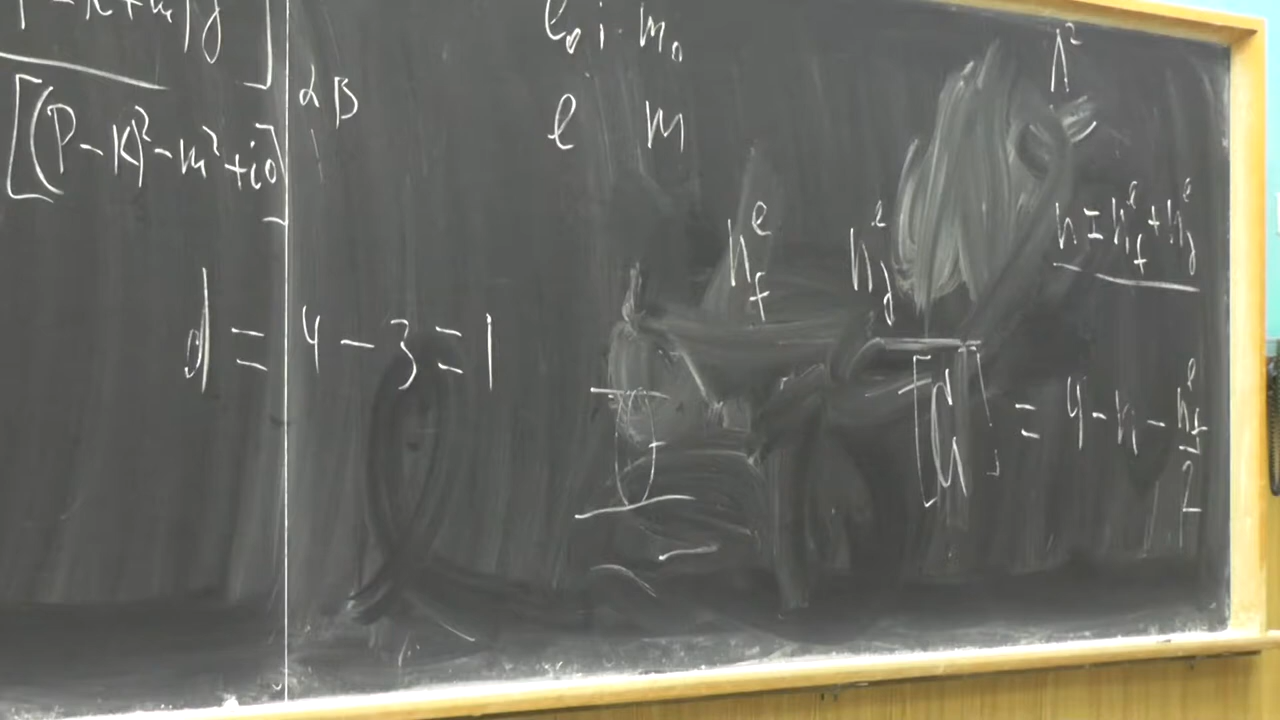 [(P-K)² - m² + i0]
αβ
d = 4 - 3 = 1
e₀ i m₀
e m
Λ²
n_f^e
n_γ^e
n = n_f^e + n_γ^e
[a] = 4 - n - n_f^e/2